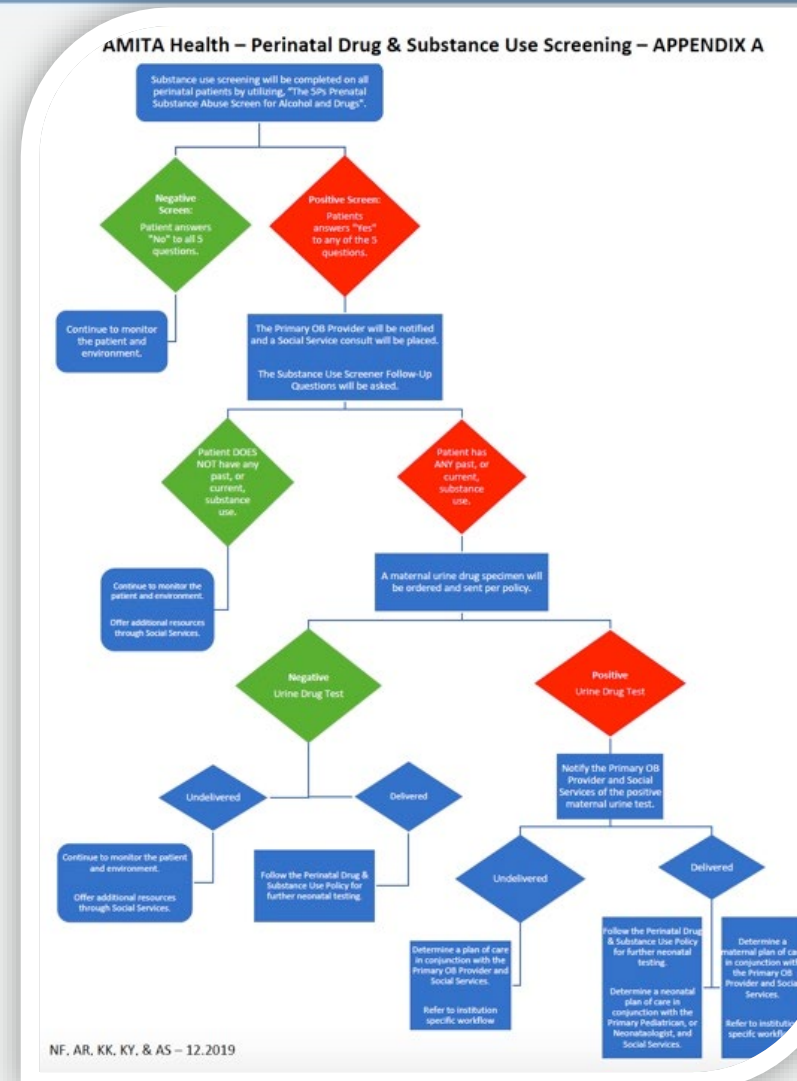 AMITA Health – Perinatal Drug & Substance Use Screening – APPENDIX A
Substance use screening will be completed on all
perinatal patients by utilizing, "The 5Ps Prenatal
Substance Abuse Screen for Alcohol and Drugs".
Negative
Screen:
Patient answers
"No" to all 5
questions.
Positive Screen:
Patients
answers "Yes"
to any of the 5
questions.
Continue to monitor
the patient and
environment.
The Primary OB Provider will be notified
and a Social Service consult will be placed.
The Substance Use Screener Follow-Up
Questions will be asked.
Patient DOES
NOT have any
past, or
current,
substance
use.
Patient has
ANY past, or
current,
substance
use.
Continue to monitor the
patient and environment.
Offer additional resources
through Social Services.
A maternal urine drug specimen will
be ordered and sent per policy.
Negative
Urine Drug Test
Positive
Urine Drug Test
Notify the Primary OB
Provider and Social
Services of the positive
maternal urine test.
Undelivered
Delivered
Continue to monitor the patient
and environment.
Offer additional resources
through Social Services.
Follow the Perinatal Drug &
Substance Use Policy for
further neonatal testing.
Undelivered
Delivered
Determine a plan of care
in conjunction with the
Primary OB Provider and
Social Services.
Refer to institution
specific workflow
Follow the Perinatal Drug
& Substance Use Policy
for further neonatal
testing.
Determine a neonatal
plan of care in
conjunction with the
Primary Pediatrican, or
Neonataologist, and
Social Services.
Determine a
maternal plan of car
in conjunction with
the Primary OB
Provider and Social
Services.
Refer to institution
specifc workf
NF, AR, KK, KY, & AS – 12.2019